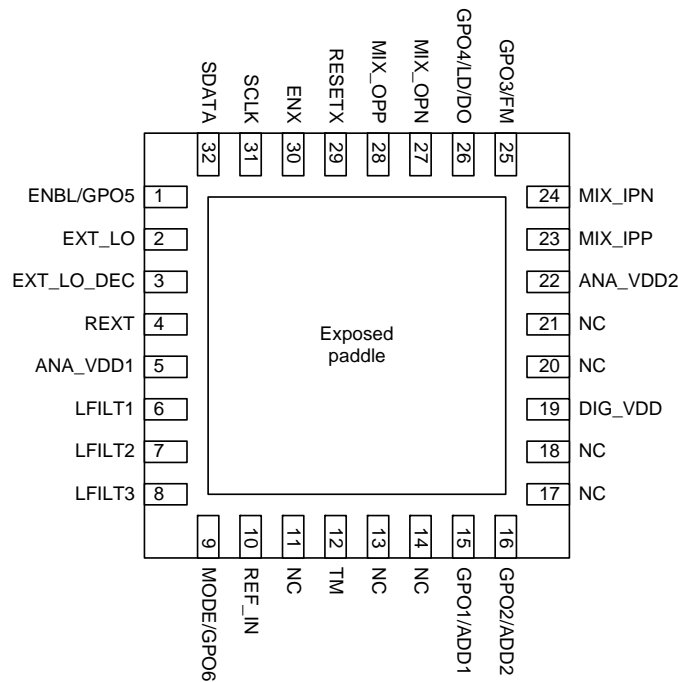 SDATA
SCLK
ENX
RESETX
MIX_OPP
MIX_OPN
GPO4/LD/DO
GPO3/FM
32
31
30
29
28
27
26
25
ENBL/GPO5 1
EXT_LO 2
EXT_LO_DEC 3
REXT 4
ANA_VDD1 5
LFILT1 6
LFILT2 7
LFILT3 8
Exposed
paddle
24 MIX_IPN
23 MIX_IPP
22 ANA_VDD2
21 NC
20 NC
19 DIG_VDD
18 NC
17 NC
9
10
11
12
13
14
15
16
MODE/GPO6
REF_IN
NC
TM
NC
NC
GPO1/ADD1
GPO2/ADD2